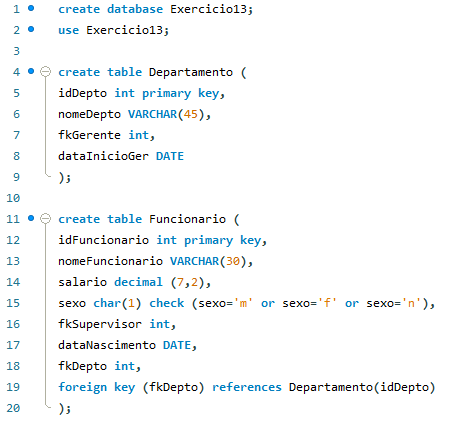 1 create database Exercicio13;
2 use Exercicio13;
3
4 create table Departamento (
5 idDepto int primary key,
6 nomeDepto VARCHAR(45),
7 fkGerente int,
8 dataInicioGer DATE
9 );
10
11 create table Funcionario (
12 idFuncionario int primary key,
13 nomeFuncionario VARCHAR(30),
14 salario decimal (7,2),
15 sexo char(1) check (sexo='m' or sexo='f' or sexo='n'),
16 fkSupervisor int,
17 dataNascimento DATE,
18 fkDepto int,
19 foreign key (fkDepto) references Departamento(idDepto)
20 );